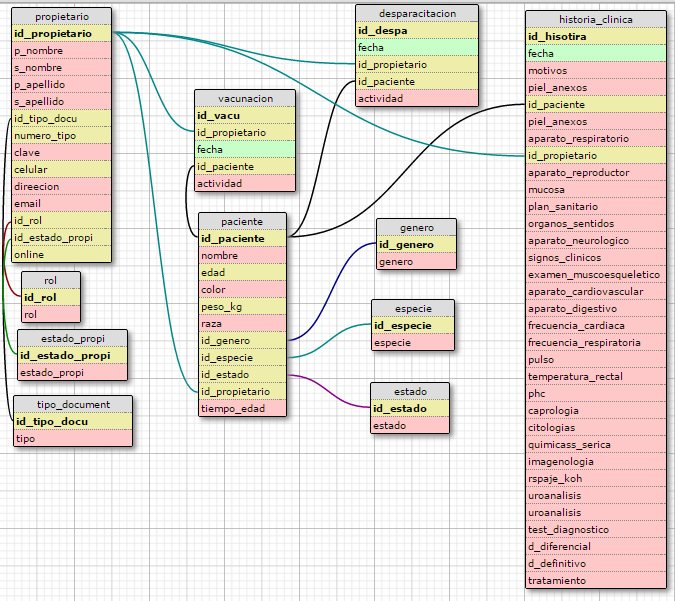 propietario
id_propietario
p_nombre
s_nombre
p_apellido
s_apellido
id_tipo_docu
numero_tipo
clave
celular
direecion
email
id_rol
id_estado_propi
online
rol
id_rol
rol
estado_propi
id_estado_propi
estado_propi
tipo_document
id_tipo_docu
tipo
vacunacion
id_vacu
id_propietario
fecha
id_paciente
actividad
paciente
id_paciente
nombre
edad
color
peso_kg
raza
id_genero
id_especie
id_estado
id_propietario
tiempo_edad
desparacitacion
id_despa
fecha
id_propietario
id_paciente
actividad
genero
id_genero
genero
especie
id_especie
especie
estado
id_estado
estado
historia_clinica
id_hisotira
fecha
motivos
piel_anexos
id_paciente
piel_anexos
aparato_respiratorio
id_propietario
aparato_reproductor
mucosa
plan_sanitario
organos_sentidos
aparato_neurologico
signos_clinicos
examen_muscoesqueletico
aparato_cardiovascular
aparato_digestivo
frecuencia_cardiaca
frecuencia_respiratoria
pulso
temperatura_rectal
phc
caprologia
citologias
quimicass_serica
imagenologia
rspaje_koh
uroanalisis
uroanalisis
test_diagnostico
d_diferencial
d_definitivo
tratamiento